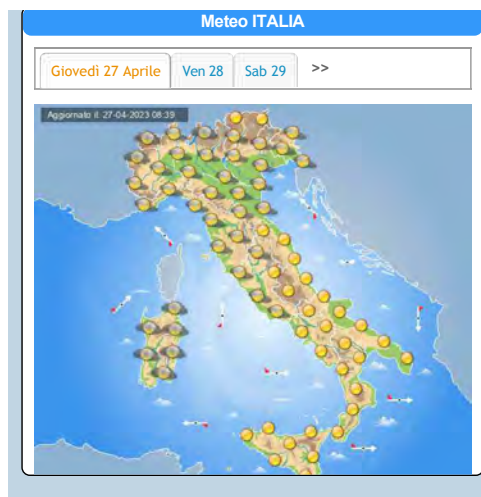 Meteo ITALIA
Giovedì 27 Aprile Ven 28 Sab 29 >>
Aggiornato il: 27-04-2023 08:39